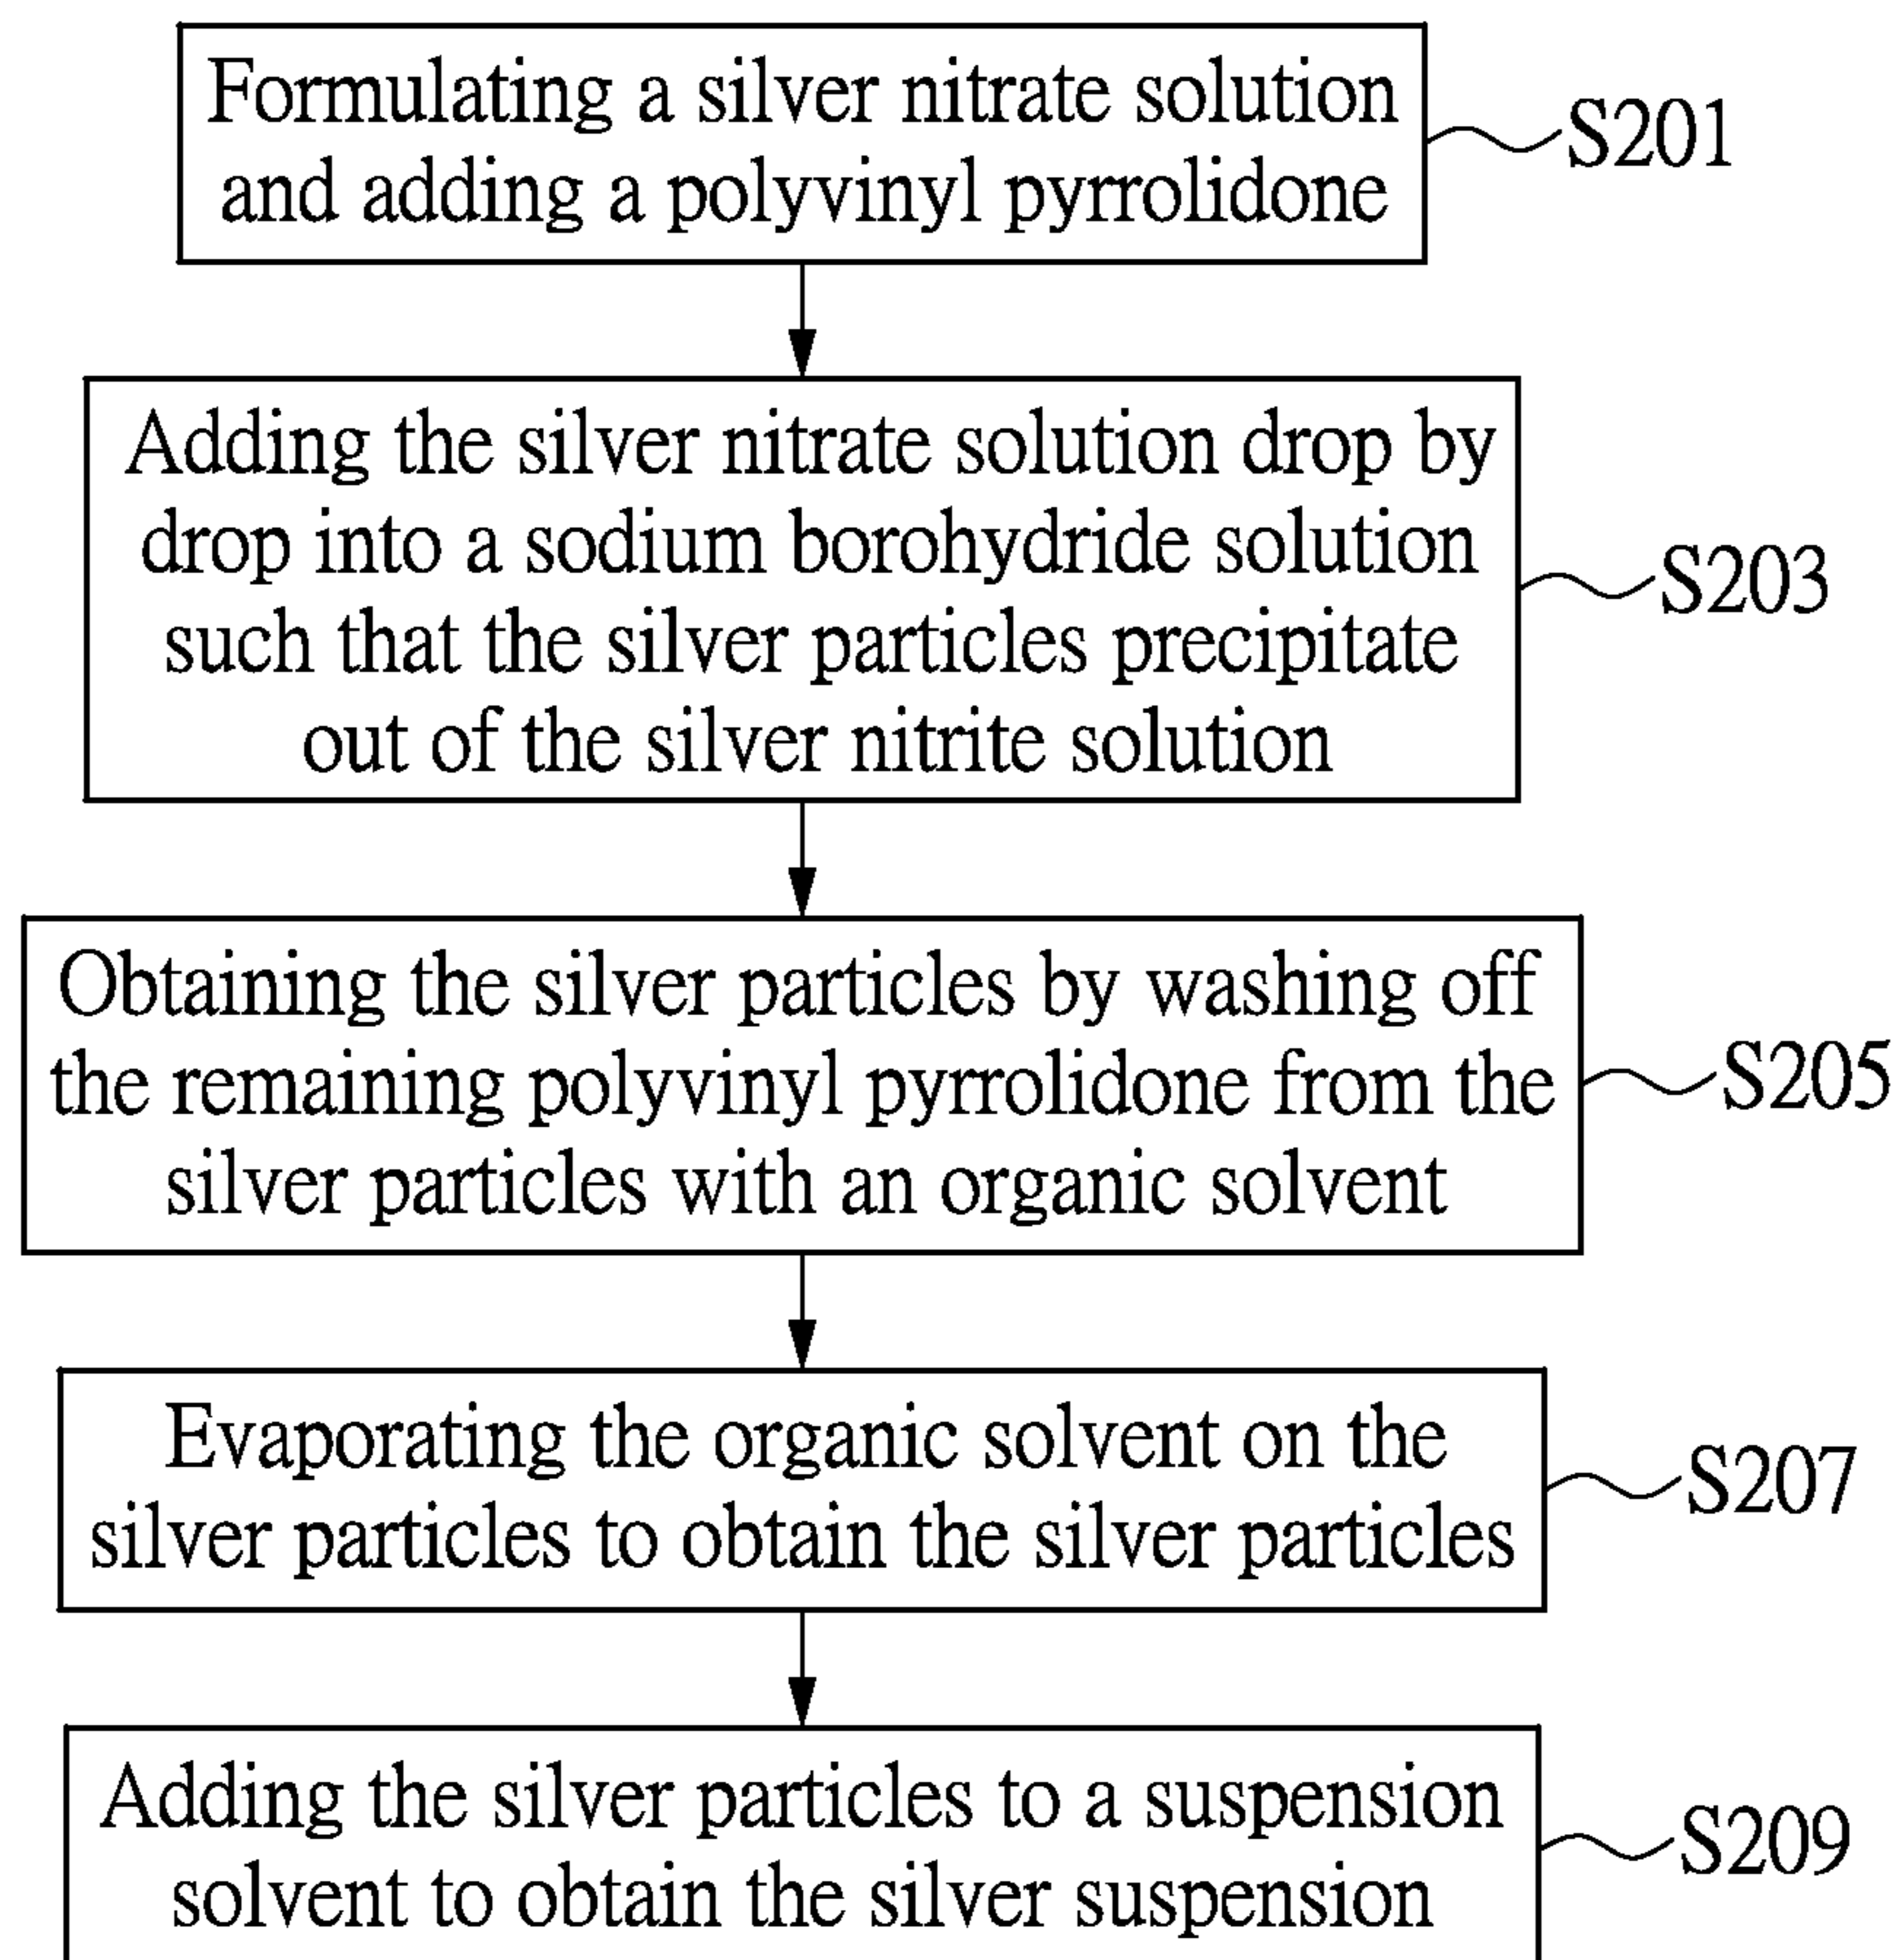 Formulating a silver nitrate solution
and adding a polyvinyl pyrrolidone
S201
Adding the silver nitrate solution drop by
drop into a sodium borohydride solution
such that the silver particles precipitate
out of the silver nitrite solution
S203
Obtaining the silver particles by washing off
the remaining polyvinyl pyrrolidone from the
silver particles with an organic solvent
S205
Evaporating the organic solvent on the
silver particles to obtain the silver particles
S207
Adding the silver particles to a suspension
solvent to obtain the silver suspension
S209